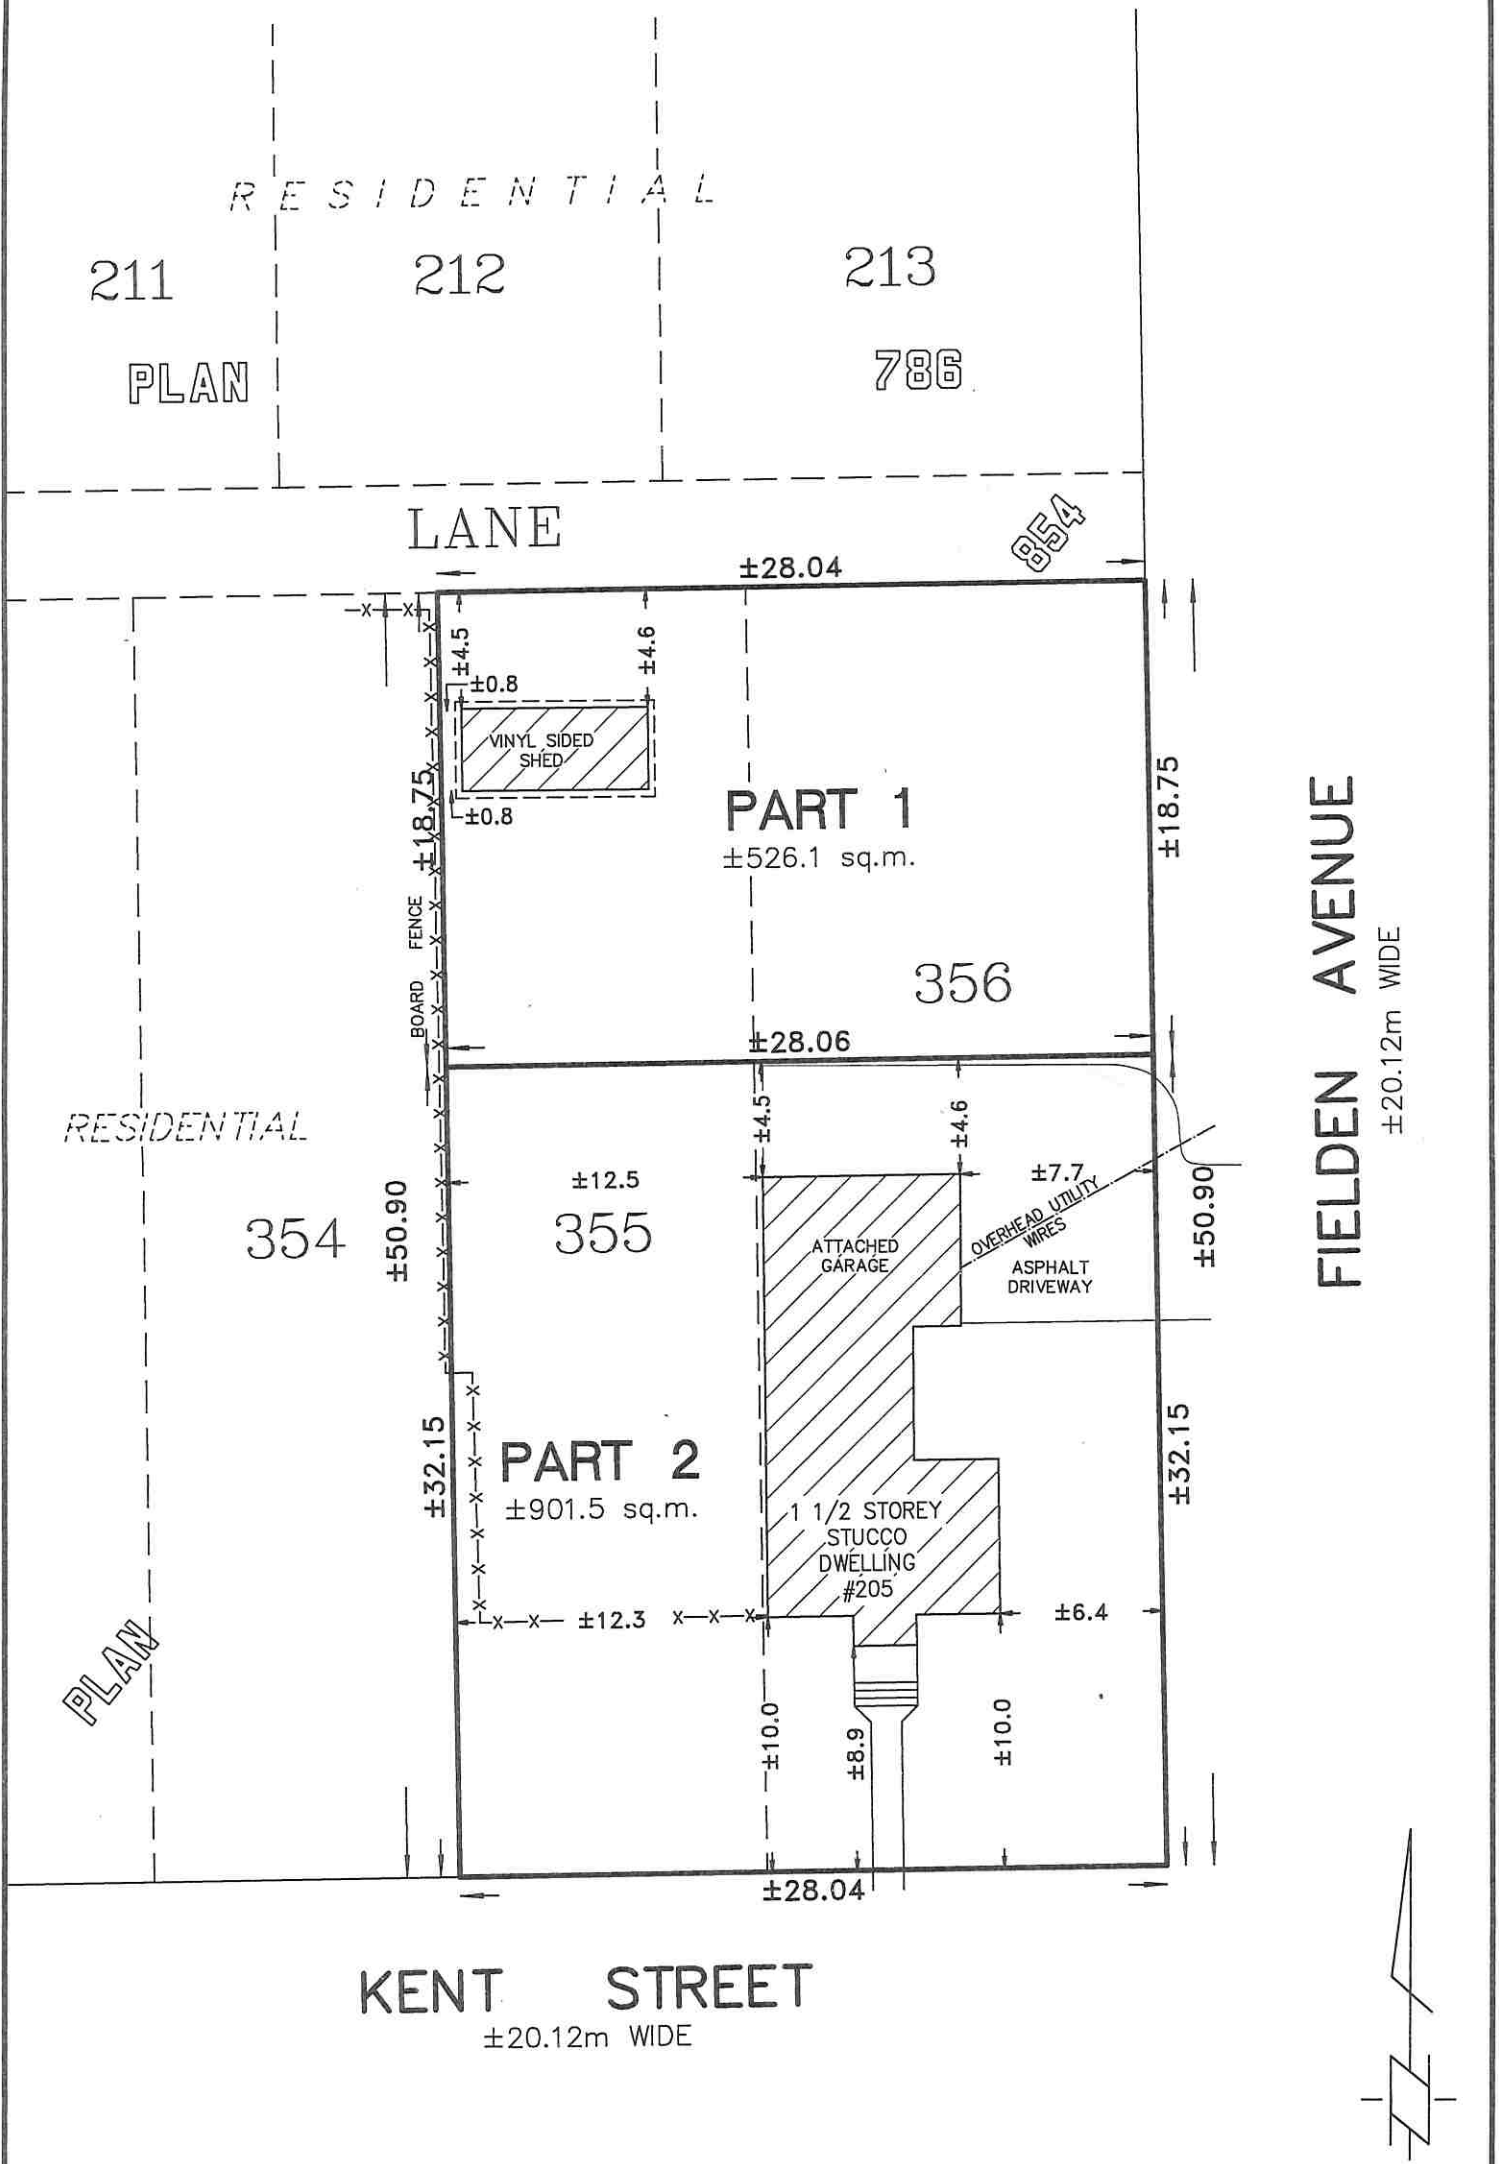 RESIDENTIAL
211
212
213
PLAN
786
LANE
854
±28.04
±4.5
±4.6
±0.8
VINYL SIDED
SHED
±0.8
±18.75
PART 1
±526.1 sq.m.
±18.75
BOARD FENCE
356
±28.06
FIELDEN AVENUE
±20.12m WIDE
RESIDENTIAL
±4.5
±4.6
±12.5
±7.7
354
±50.90
355
ATTACHED
GARAGE
OVERHEAD UTILITY
WIRES
ASPHALT
DRIVEWAY
±50.90
±32.15
PART 2
±901.5 sq.m.
1 1/2 STOREY
STUCCO
DWELLING
#205
±32.15
±12.3
±6.4
PLAN
±10.0
±8.9
±10.0
±28.04
KENT STREET
±20.12m WIDE